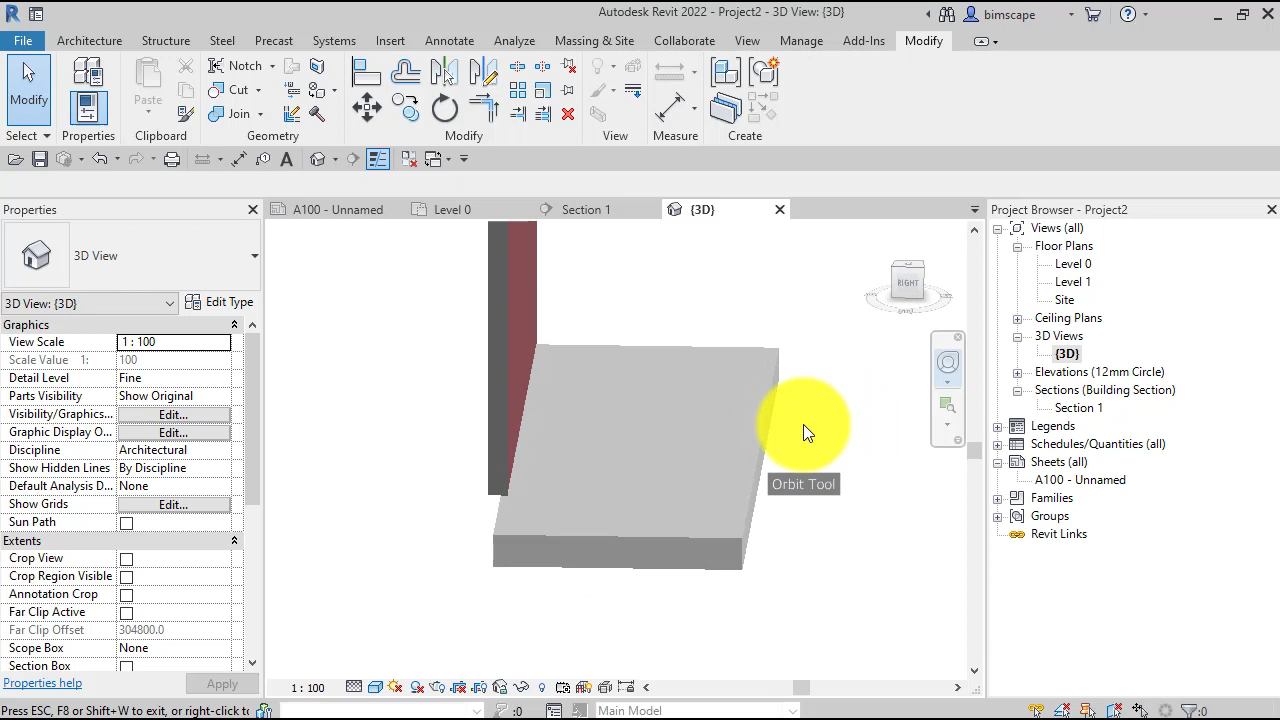 Autodesk Revit 2022 - Project2 - 3D View: {3D}
bimscape
File Architecture Structure Steel Precast Systems Insert Annotate Analyze Massing & Site Collaborate View Manage Add-Ins Modify
Modify
Paste
Notch
Cut
Join
Select Properties Clipboard Geometry Modify View Measure Create
Properties
A100 - Unnamed
Level 0
Section 1
{3D}
Project Browser - Project2
3D View
3D View: {3D}
Edit Type
Graphics
View Scale 1 : 100
Scale Value 1: 100
Detail Level Fine
Parts Visibility Show Original
Visibility/Graphics... Edit...
Graphic Display O... Edit...
Discipline Architectural
Show Hidden Lines By Discipline
Default Analysis D... None
Show Grids Edit...
Sun Path
Extents
Crop View
Crop Region Visible
Annotation Crop
Far Clip Active
Far Clip Offset 304800.0
Scope Box None
Section Box
Properties help
Apply
RIGHT
Orbit Tool
Views (all)
Floor Plans
Level 0
Level 1
Site
Ceiling Plans
3D Views
{3D}
Elevations (12mm Circle)
Sections (Building Section)
Section 1
Legends
Schedules/Quantities (all)
Sheets (all)
A100 - Unnamed
Families
Groups
Revit Links
1 : 100
Press ESC, F8 or Shift+W to exit, or right-click to
:0
Main Model
:0